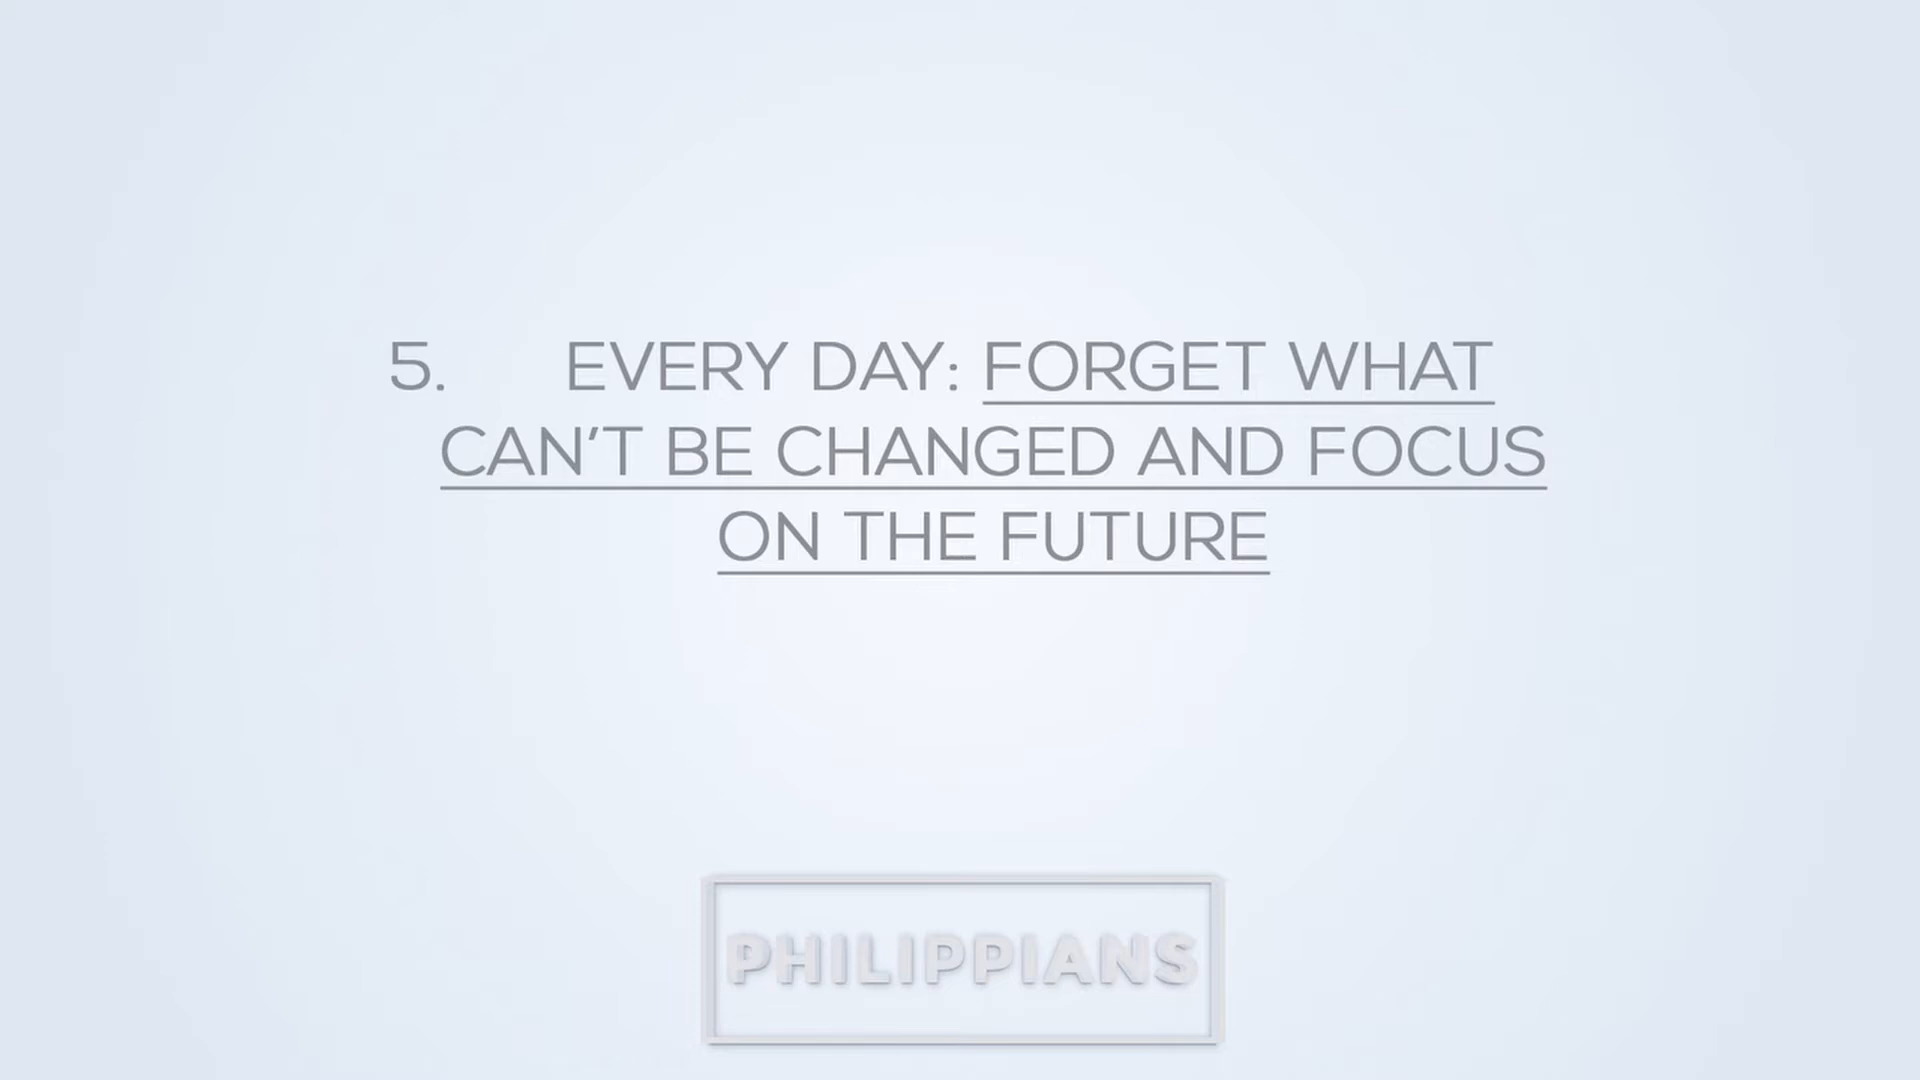 5. EVERY DAY: FORGET WHAT
CAN'T BE CHANGED AND FOCUS
ON THE FUTURE
PHILIPPIANS